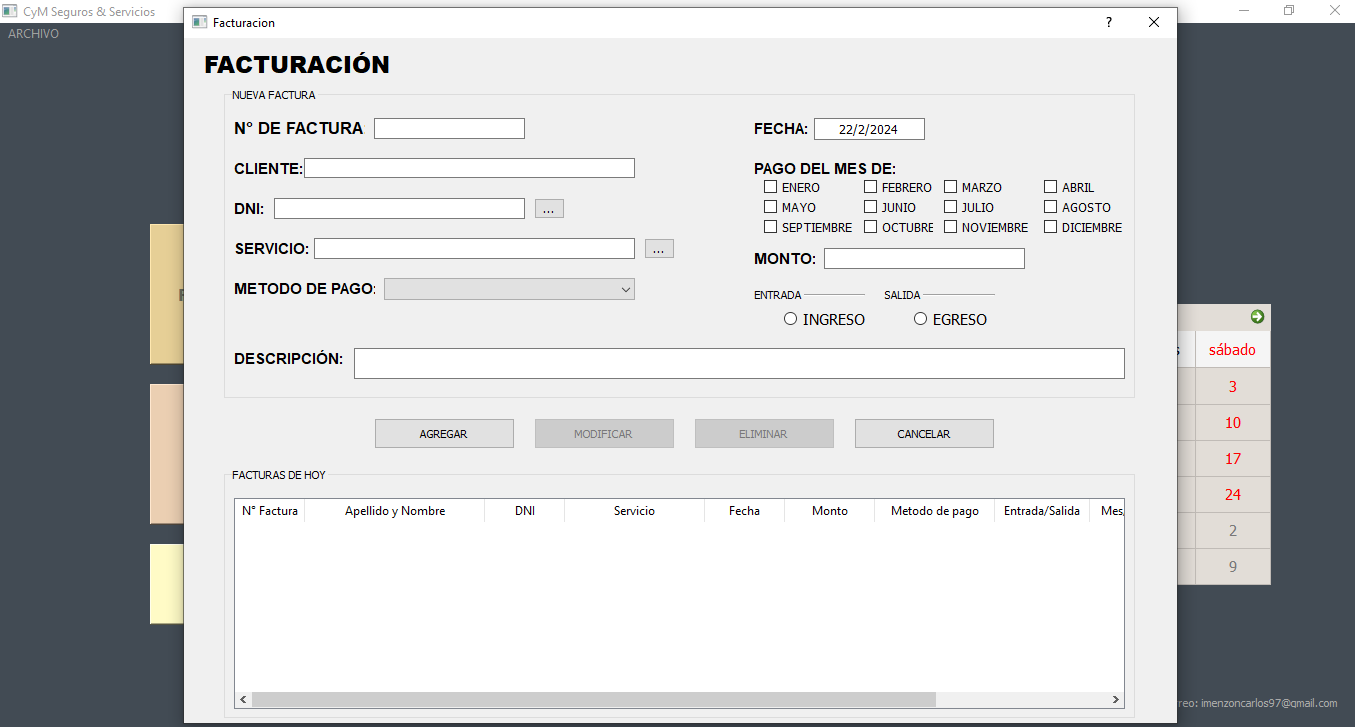 CyM Seguros & Servicios
ARCHIVO
Facturacion
?
FACTURACIÓN
NUEVA FACTURA
N° DE FACTURA:
FECHA: 22/2/2024
CLIENTE:
PAGO DEL MES DE:
ENERO FEBRERO MARZO ABRIL
MAYO JUNIO JULIO AGOSTO
SEPTIEMBRE OCTUBRE NOVIEMBRE DICIEMBRE
DNI: ...
SERVICIO: ...
MONTO:
METODO DE PAGO:
ENTRADA SALIDA
INGRESO EGRESO
DESCRIPCIÓN:
AGREGAR MODIFICAR ELIMINAR CANCELAR
FACTURAS DE HOY
N° Factura Apellido y Nombre DNI Servicio Fecha Monto Metodo de pago Entrada/Salida Mes/
sábado
3
10
17
24
2
9
reo: imenzoncarlos97@gmail.com